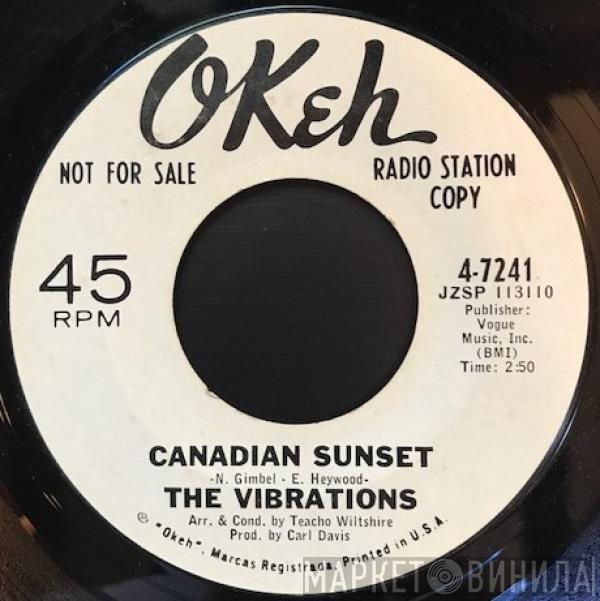 OKeh
NOT FOR SALE
RADIO STATION
COPY
45
RPM
4-7241
JZSP 113110
Publisher:
Vogue
Music, Inc.
(BMI)
Time: 2:50
CANADIAN SUNSET
-N. Gimbel - E. Heywood-
THE VIBRATIONS
Arr. & Cond. by Teacho Wiltshire
Prod. by Carl Davis
® "Okeh". Marcas Registrada. Printed in U.S.A.
МАРКЕТ ВИНИЛА